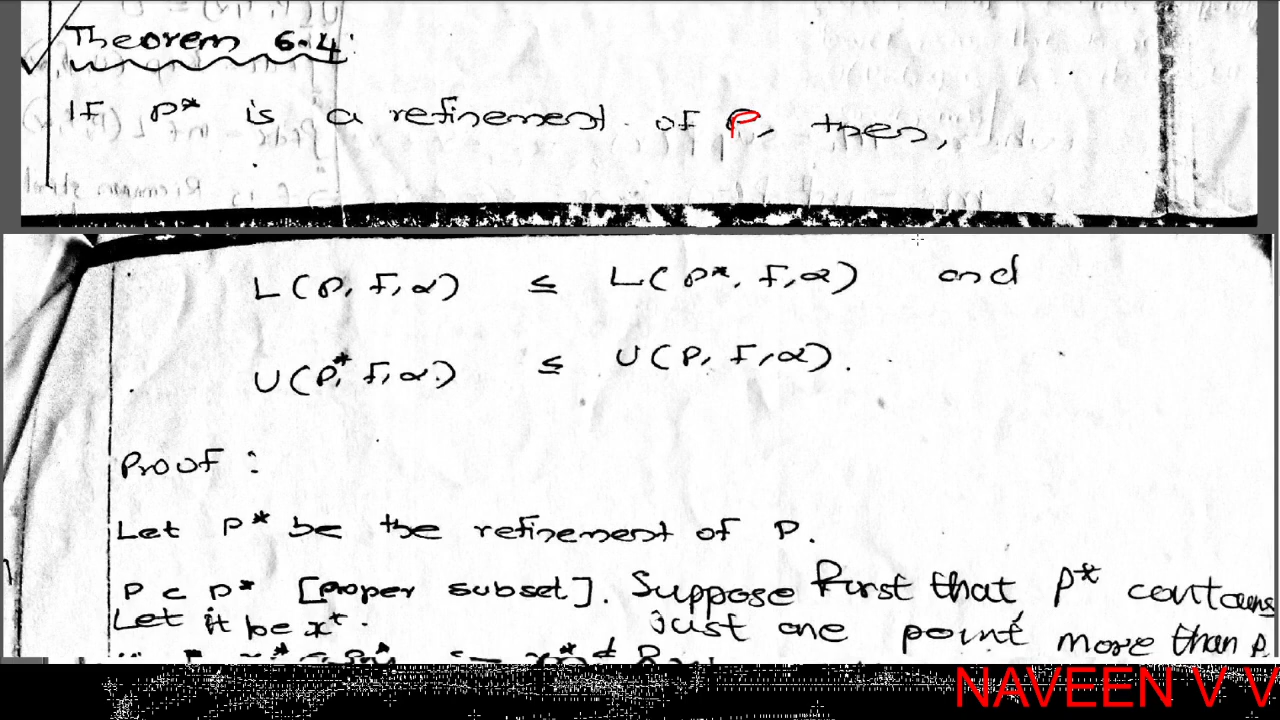 Theorem 6.4:
If P* is a refinement of P, then,
L(P, f, α) ≤ L(P*, f, α) and
U(P*, f, α) ≤ U(P, f, α).
Proof :
Let P* be the refinement of P.
P ⊂ P* [proper subset]. Suppose first that P* contains
just one point more than P.
Let it be x*.
NAVEEN V V